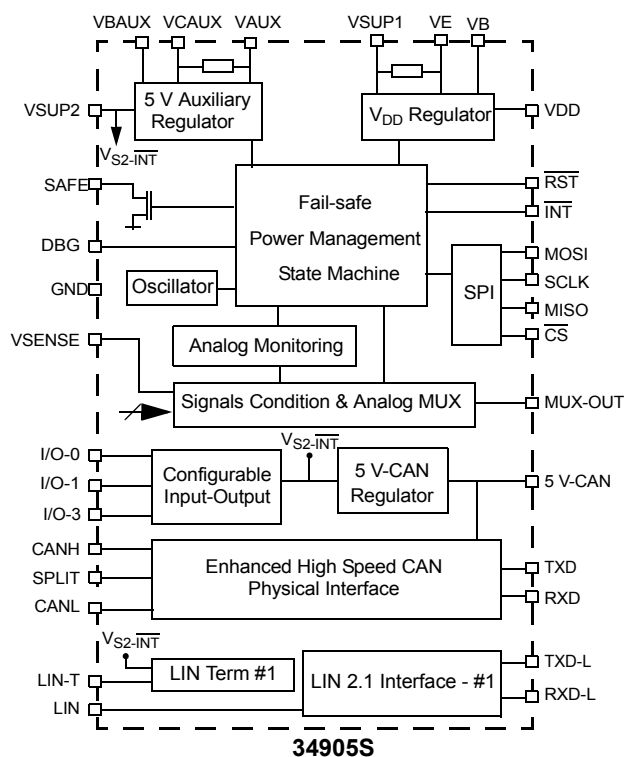 VBAUX VCAUX VAUX VSUP1 VE VB
5 V Auxiliary
Regulator
VDD Regulator
VSUP2
VDD
VS2-INT
SAFE
RST
Fail-safe
INT
Power Management
DBG
MOSI
State Machine
SCLK
GND
Oscillator
SPI
MISO
VSENSE
Analog Monitoring
CS
Signals Condition & Analog MUX
MUX-OUT
I/O-0
VS2-INT
Configurable
Input-Output
5 V-CAN
Regulator
I/O-1
5 V-CAN
I/O-3
CANH
Enhanced High Speed CAN
Physical Interface
TXD
SPLIT
RXD
CANL
VS2-INT
LIN Term #1
LIN 2.1 Interface - #1
TXD-L
LIN-T
RXD-L
LIN
34905S